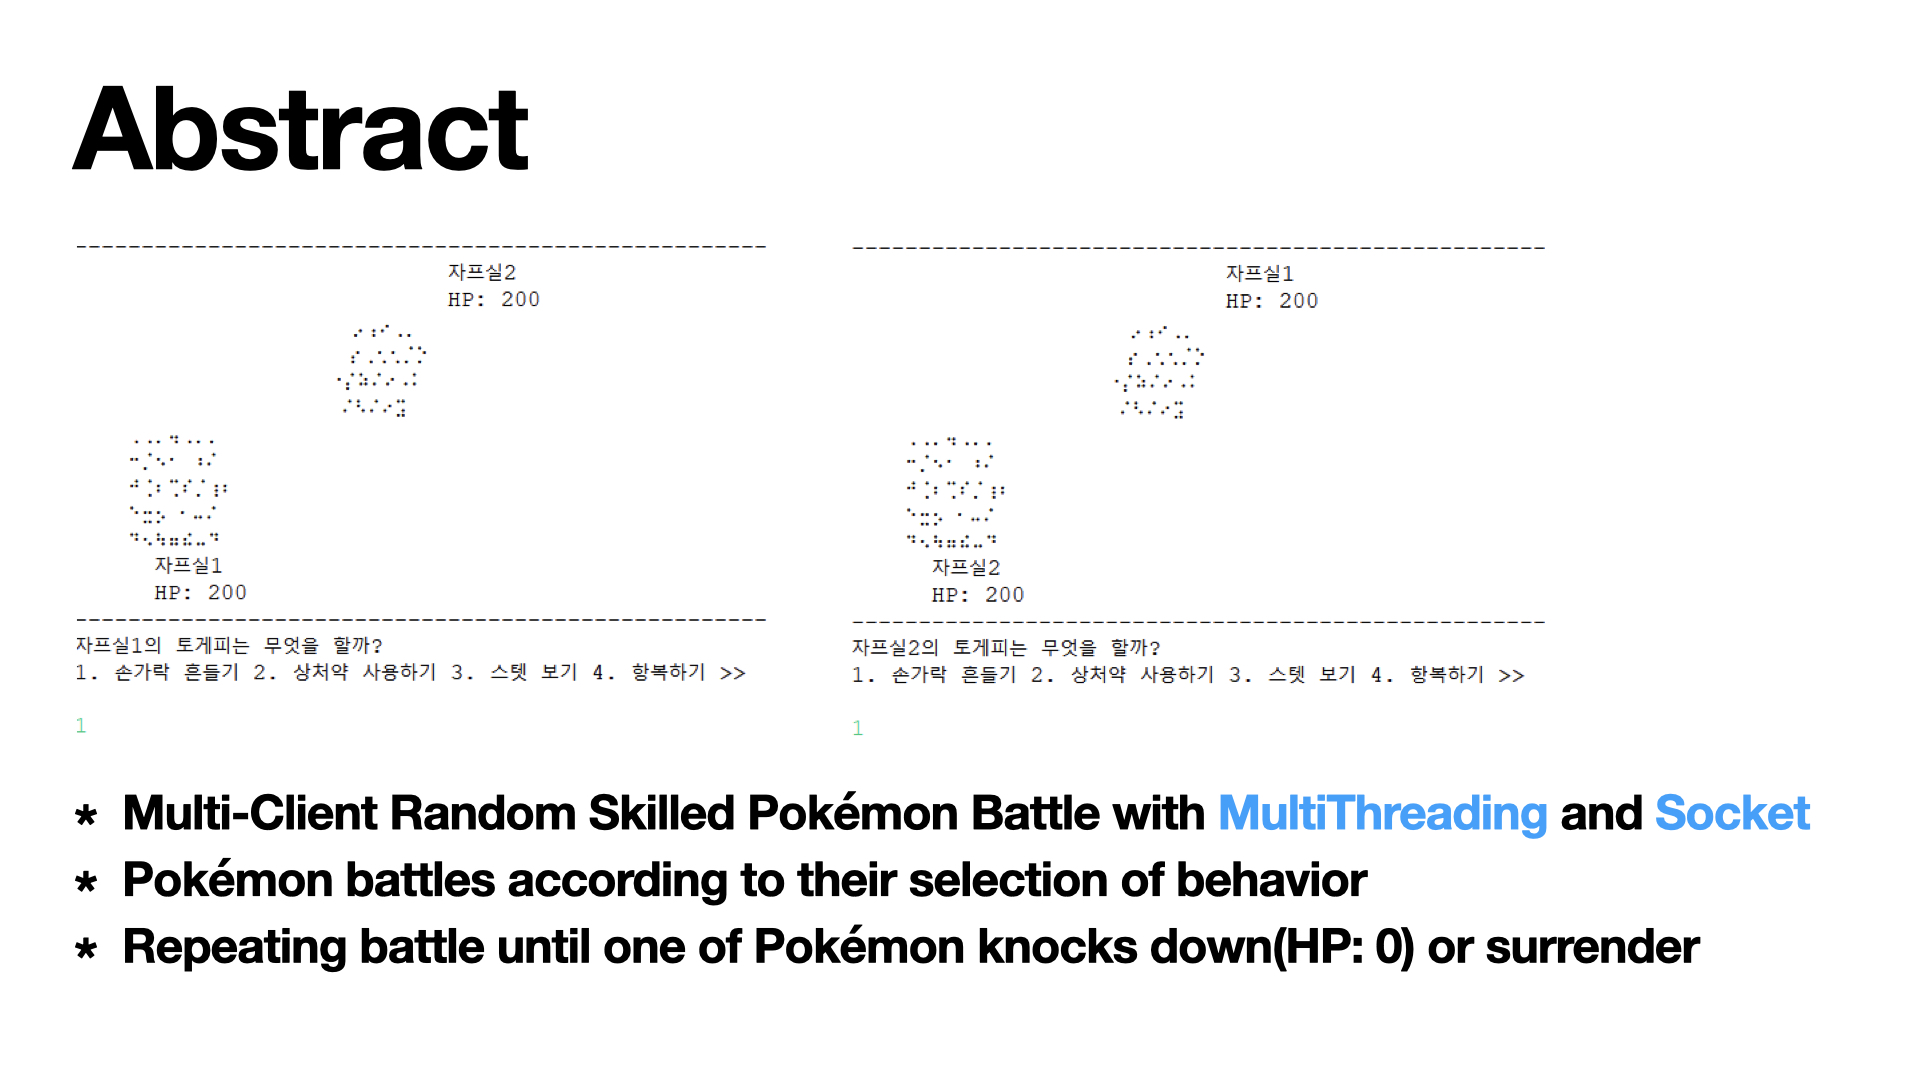 Abstract
자프실2
HP: 200
자프실1
HP: 200
자프실1의 토게피는 무엇을 할까?
1. 손가락 흔들기 2. 상처약 사용하기 3. 스텟 보기 4. 항복하기 >>
1
자프실1
HP: 200
자프실2
HP: 200
자프실2의 토게피는 무엇을 할까?
1. 손가락 흔들기 2. 상처약 사용하기 3. 스텟 보기 4. 항복하기 >>
1
* Multi-Client Random Skilled Pokémon Battle with MultiThreading and Socket
* Pokémon battles according to their selection of behavior
* Repeating battle until one of Pokémon knocks down(HP: 0) or surrender